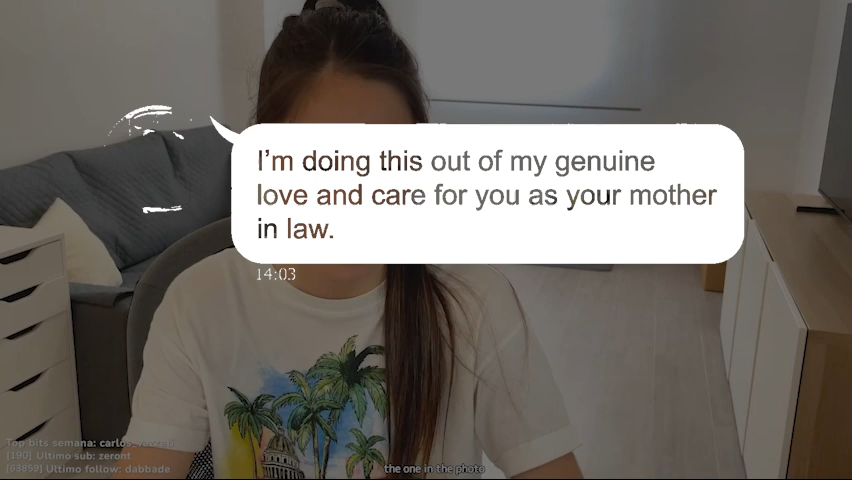 I'm doing this out of my genuine
love and care for you as your mother
in law.
14:03
Top bits semana:
[190] Ultimo sub: zeront
[63859] Ultimo follow: dabbade
the one in the photo